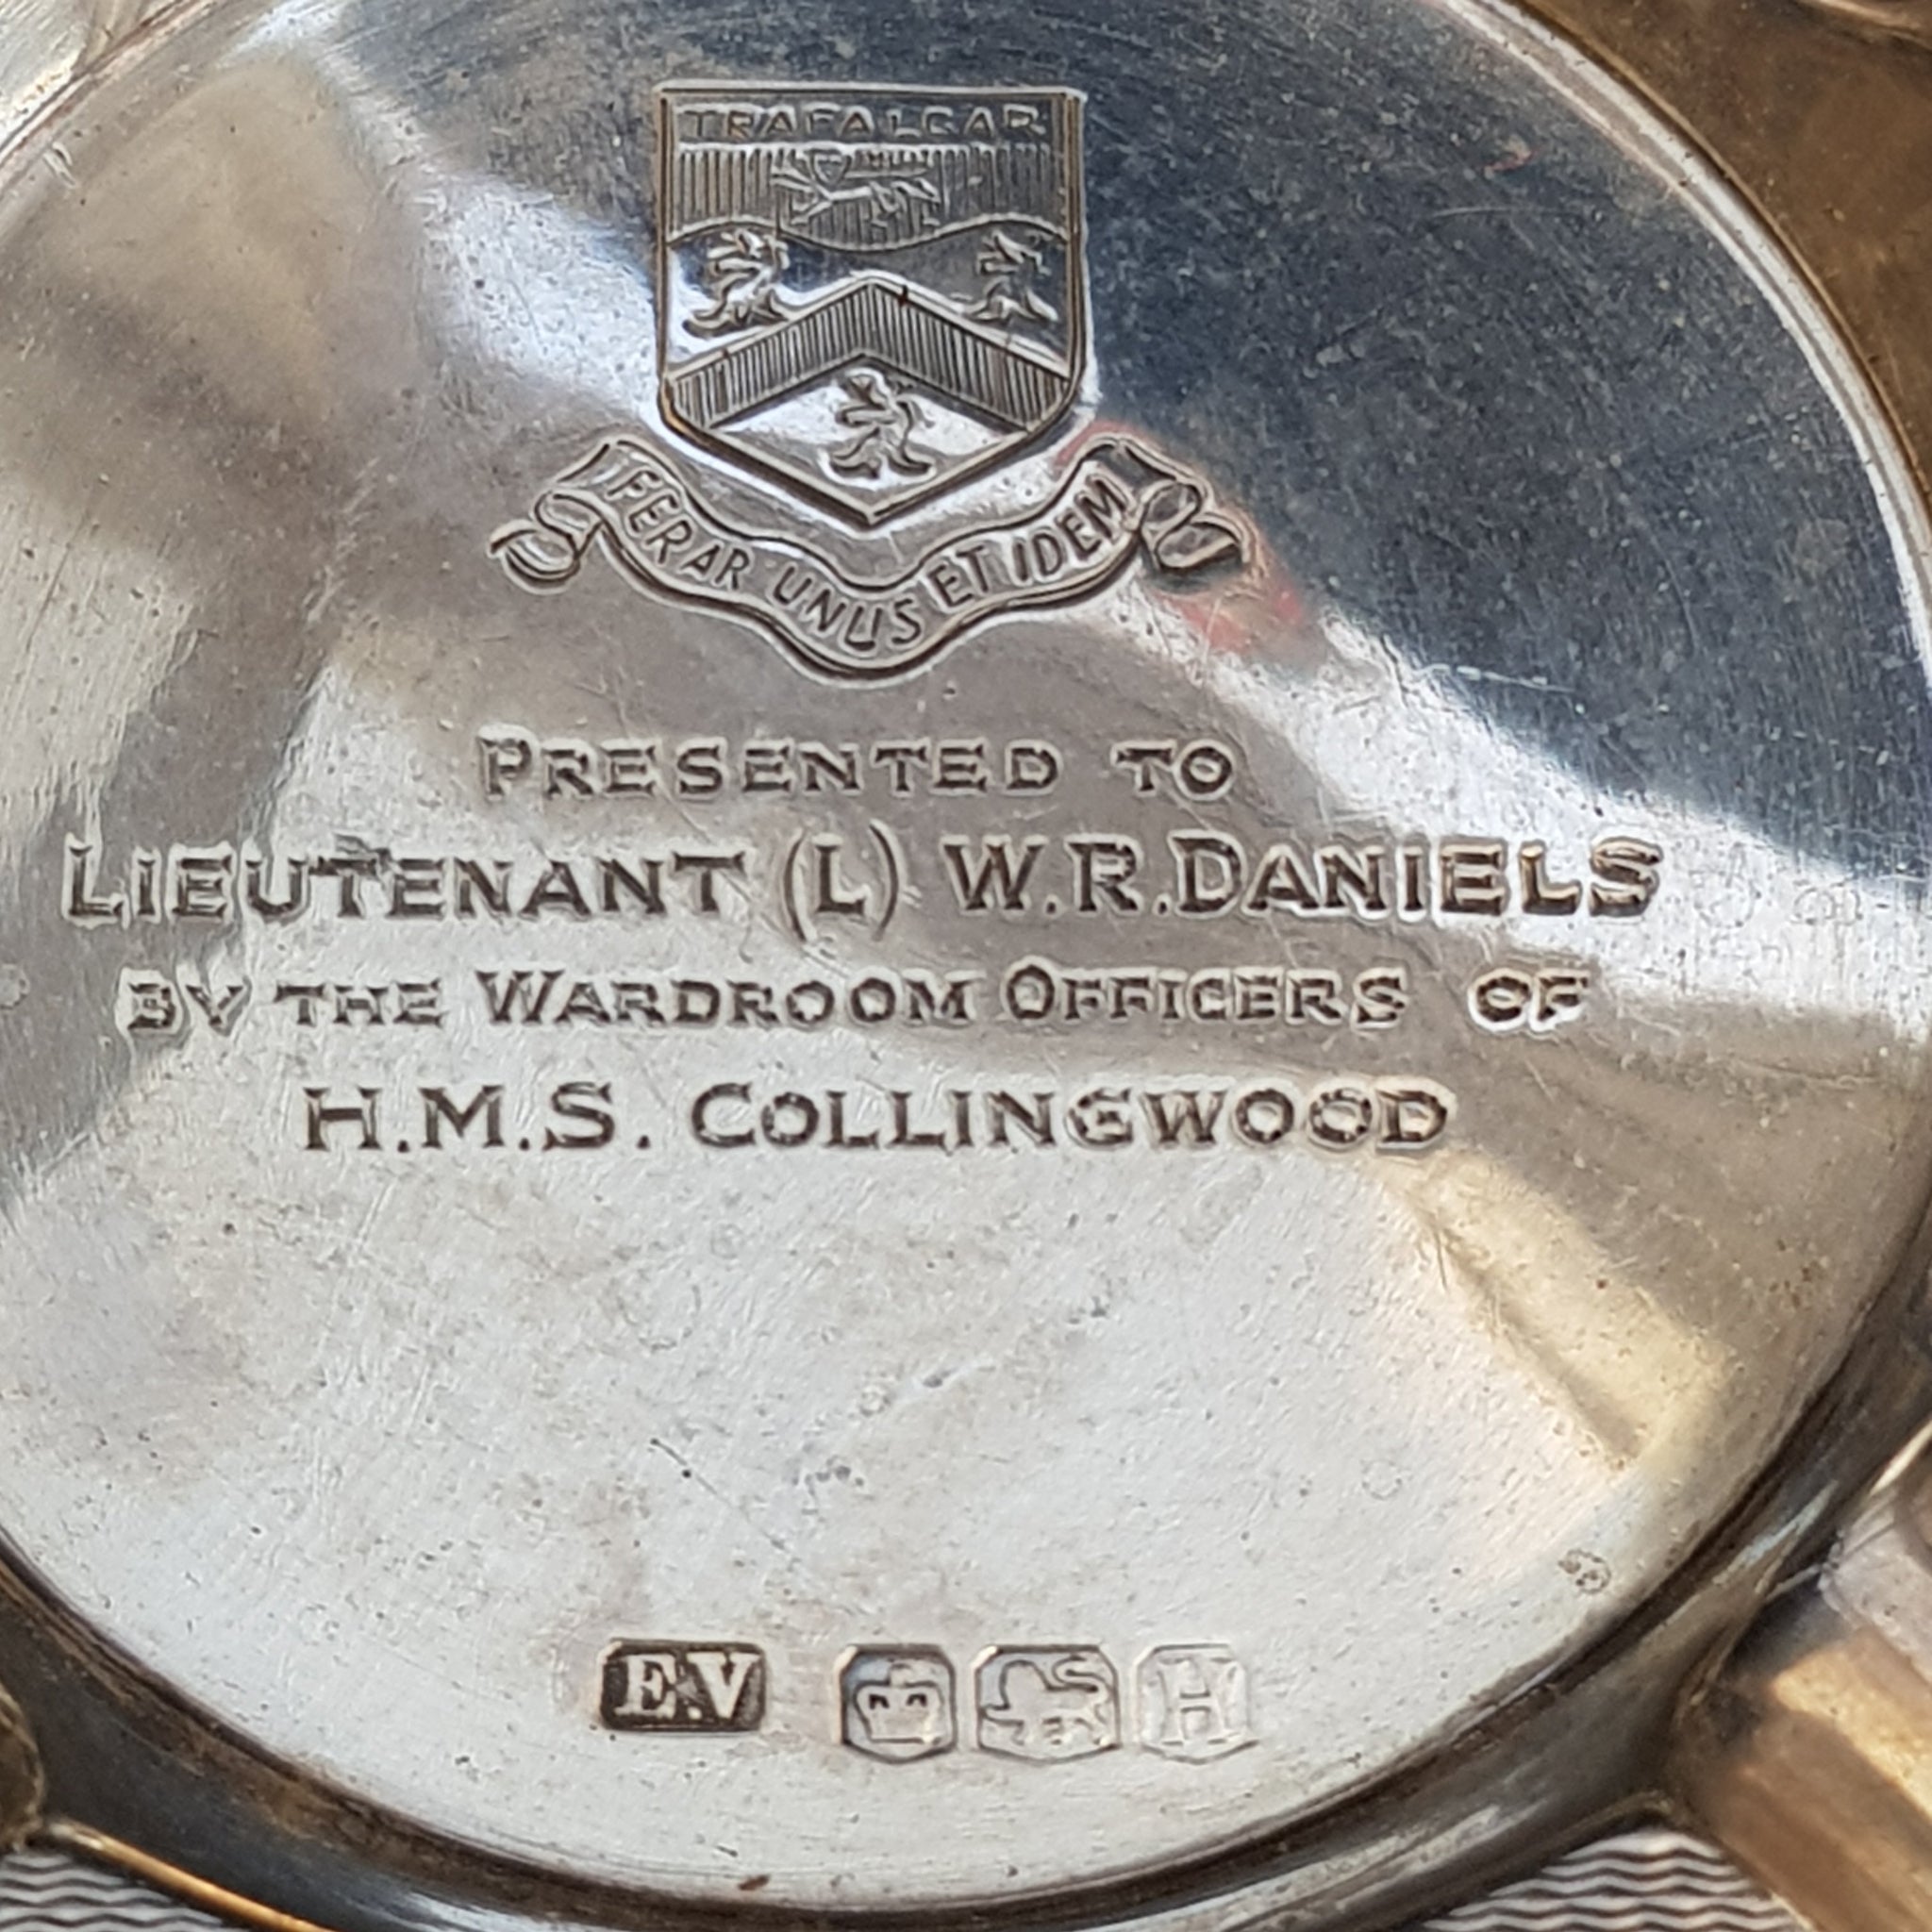 TRAFALGAR
FERAR UNUS ET IDEM
PRESENTED TO
LIEUTENANT (L) W.R. DANIELS
BY THE WARDROOM OFFICERS OF
H.M.S. COLLINGWOOD
E.V H